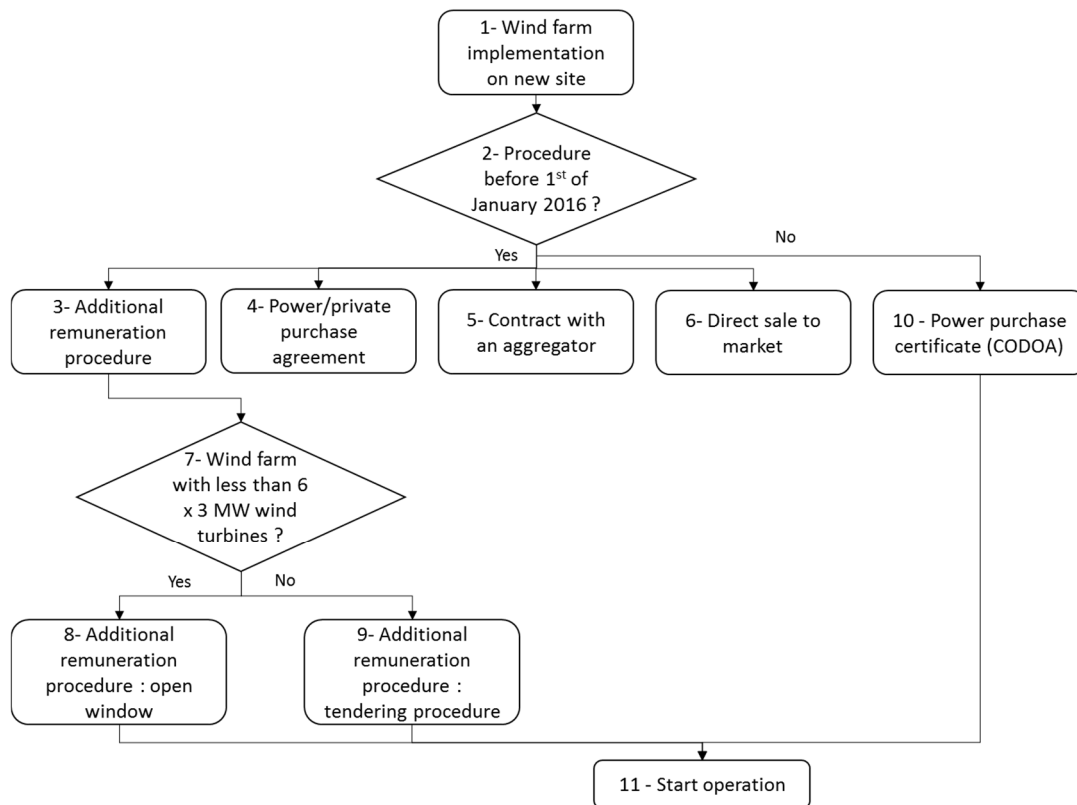 1- Wind farm
implementation
on new site
2- Procedure
before 1st of
January 2016 ?
Yes
No
3- Additional
remuneration
procedure
4- Power/private
purchase
agreement
5- Contract with
an aggregator
6- Direct sale to
market
10 - Power purchase
certificate (CODOA)
7- Wind farm
with less than 6
x 3 MW wind
turbines ?
Yes
No
8- Additional
remuneration
procedure : open
window
9- Additional
remuneration
procedure :
tendering procedure
11 - Start operation